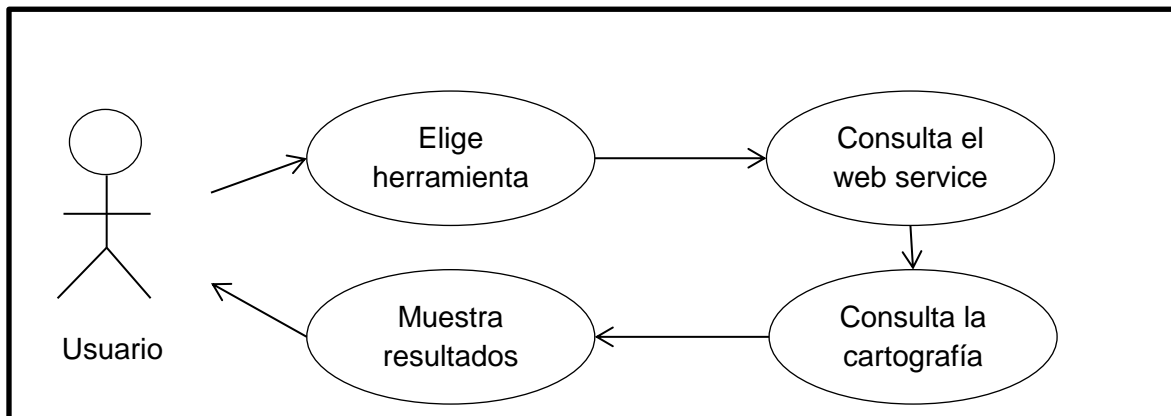 Elige
herramienta
Consulta el
web service
Usuario
Muestra
resultados
Consulta la
cartografía